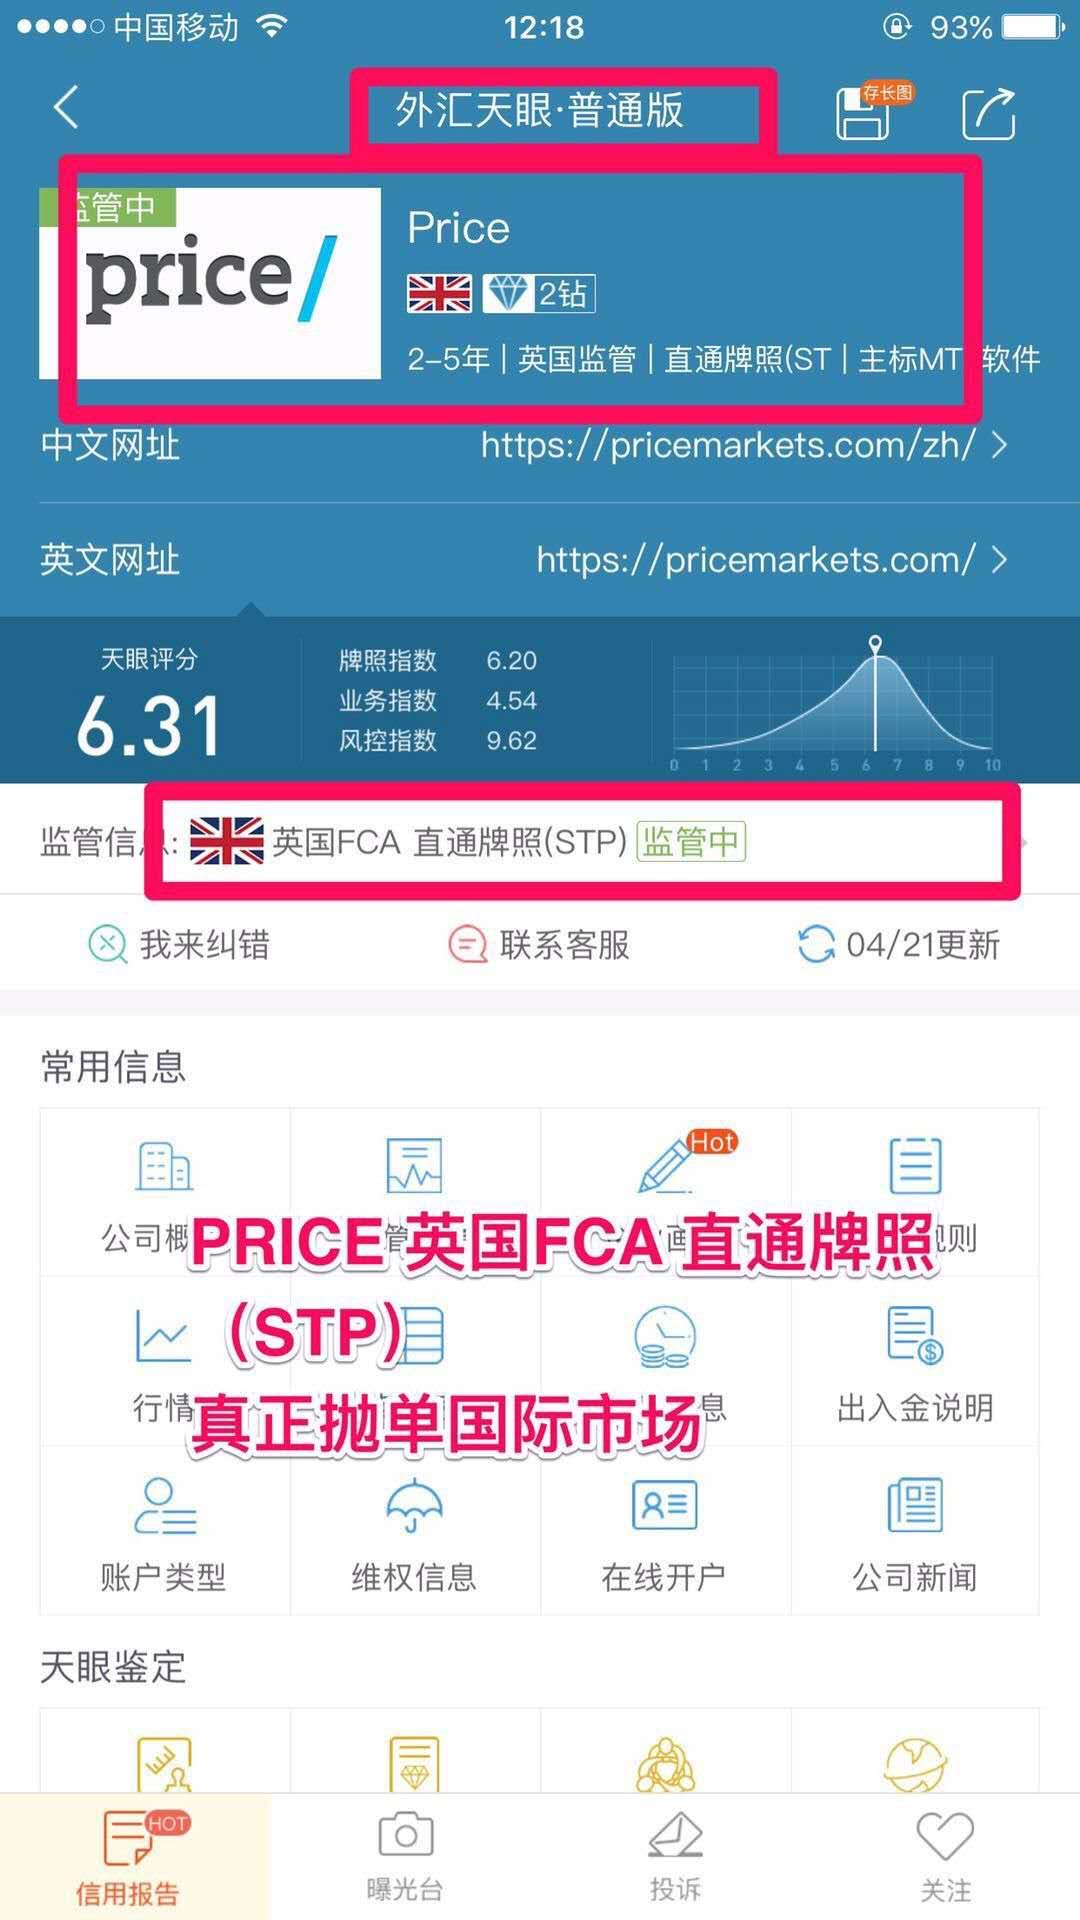 中国移动
12:18
93%
外汇天眼·普通版
存长图
监管中
price/
Price
2钻
2-5年 | 英国监管 | 直通牌照(ST | 主标MT 软件
中文网址 https://pricemarkets.com/zh/
英文网址 https://pricemarkets.com/
天眼评分
6.31
牌照指数 6.20
业务指数 4.54
风控指数 9.62
0 1 2 3 4 5 6 7 8 9 10
监管信息: 英国FCA 直通牌照(STP) 监管中
我来纠错 联系客服 04/21更新
常用信息
Hot
公司概
管
画
规则
PRICE 英国FCA 直通牌照
(STP)
真正抛单国际市场
行情
息
出入金说明
账户类型 维权信息 在线开户 公司新闻
天眼鉴定
HOT
信用报告 曝光台 投诉 关注